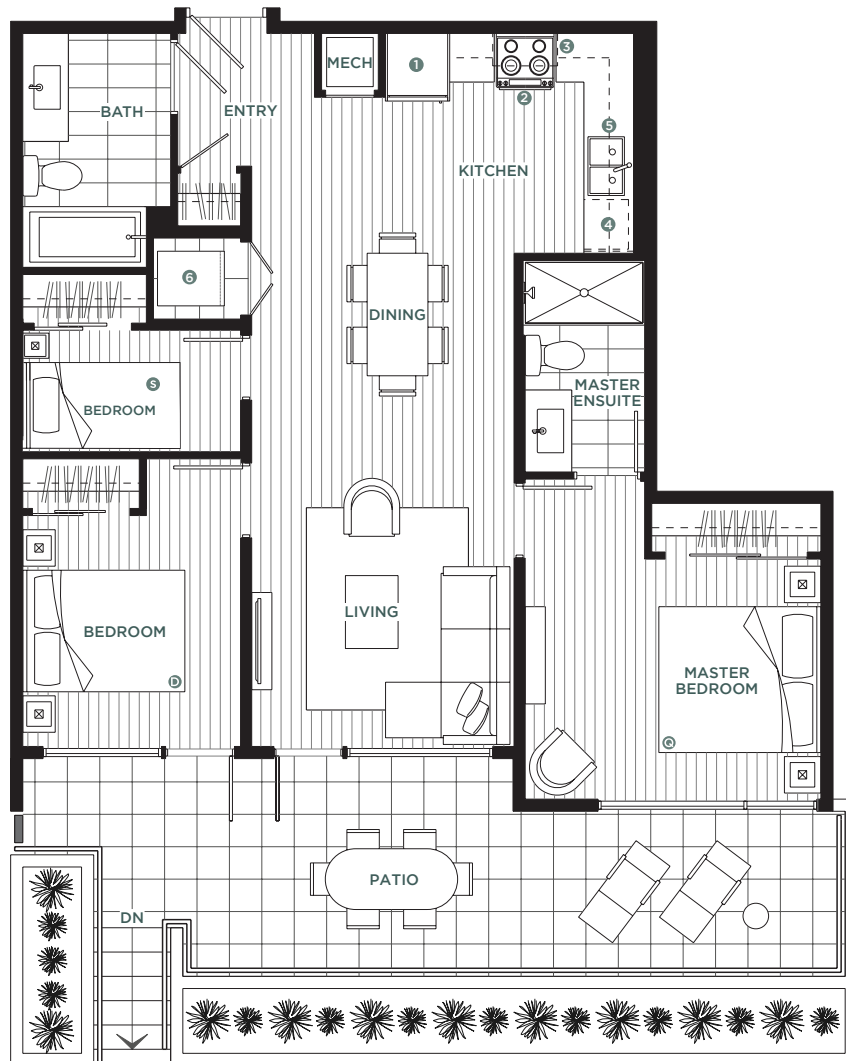 MECH
1
3
2
BATH
ENTRY
5
KITCHEN
4
6
DINING
S
BEDROOM
MASTER
ENSUITE
LIVING
BEDROOM
D
MASTER
BEDROOM
Q
PATIO
DN